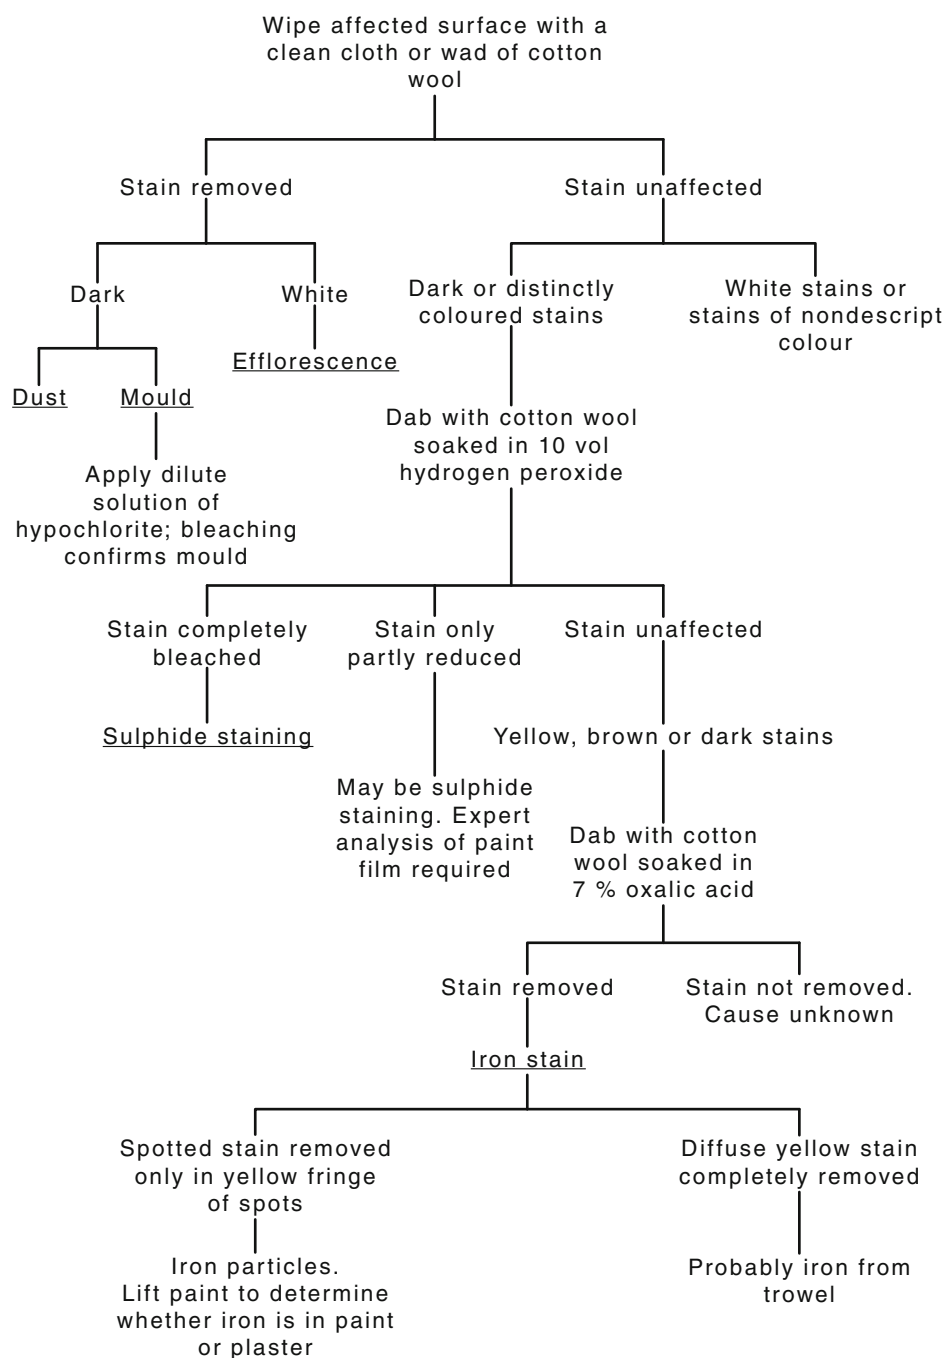 Wipe affected surface with a
clean cloth or wad of cotton
wool
Stain removed
Stain unaffected
Dark
White
Dark or distinctly
coloured stains
White stains or
stains of nondescript
colour
Dust
Mould
Efflorescence
Apply dilute
solution of
hypochlorite; bleaching
confirms mould
Dab with cotton wool
soaked in 10 vol
hydrogen peroxide
Stain completely
bleached
Stain only
partly reduced
Stain unaffected
Sulphide staining
May be sulphide
staining. Expert
analysis of paint
film required
Yellow, brown or dark stains
Dab with cotton
wool soaked in
7 % oxalic acid
Stain removed
Stain not removed.
Cause unknown
Iron stain
Spotted stain removed
only in yellow fringe
of spots
Diffuse yellow stain
completely removed
Iron particles.
Lift paint to determine
whether iron is in paint
or plaster
Probably iron from
trowel